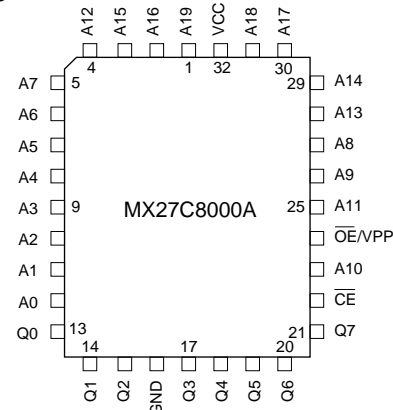 A12 A15 A16 A19 VCC A18 A17
4 1 32 30
A7 5 29 A14
A6 A13
A5 A8
A4 A9
A3 9 MX27C8000A 25 A11
A2 OE/VPP
A1 A10
A0 CE
Q0 13 21 Q7
14 17 20
Q1 Q2 GND Q3 Q4 Q5 Q6